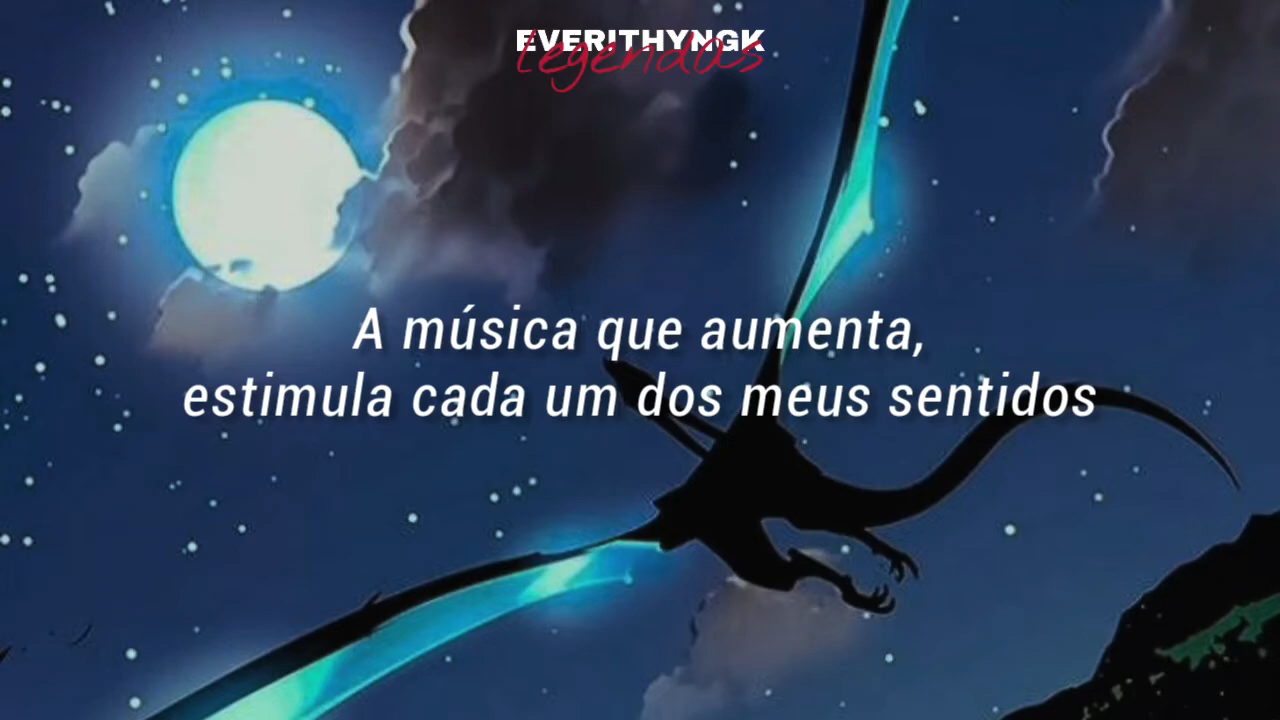 EVERITHYNGK
legendas
A música que aumenta,
estimula cada um dos meus sentidos